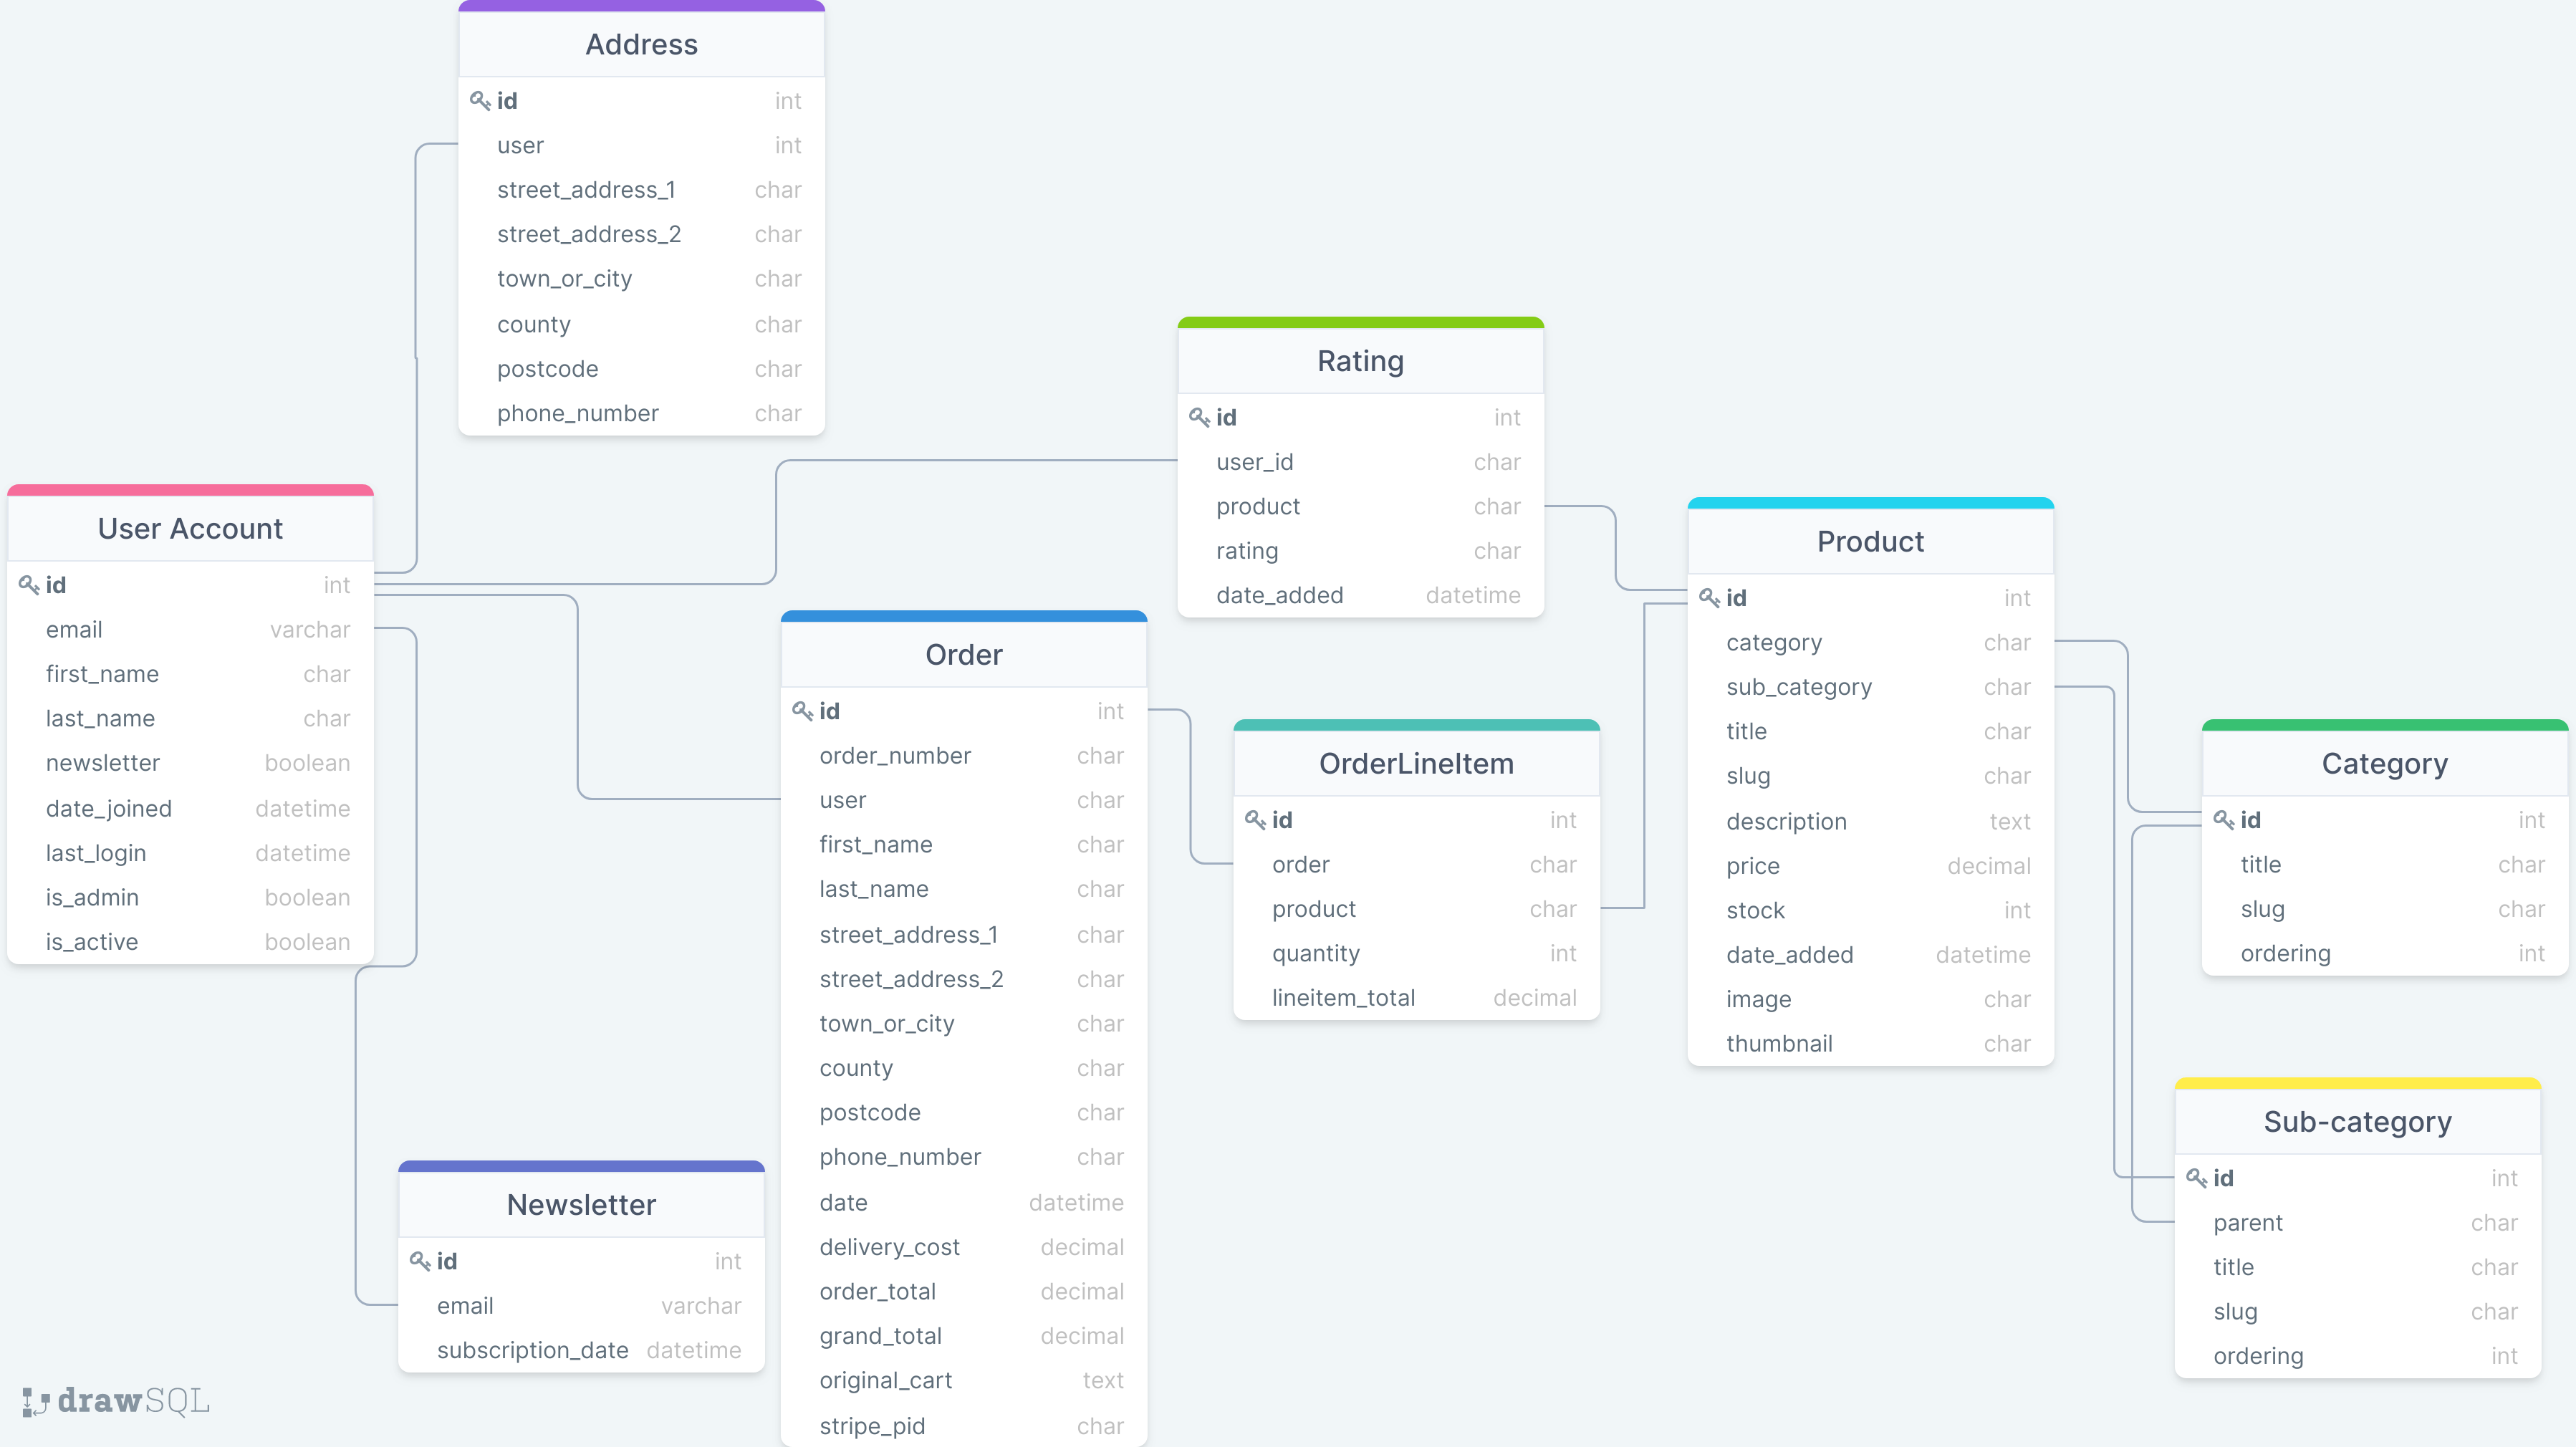 Address
id int
user int
street_address_1 char
street_address_2 char
town_or_city char
county char
postcode char
phone_number char
User Account
id int
email varchar
first_name char
last_name char
newsletter boolean
date_joined datetime
last_login datetime
is_admin boolean
is_active boolean
Newsletter
id int
email varchar
subscription_date datetime
Order
id int
order_number char
user char
first_name char
last_name char
street_address_1 char
street_address_2 char
town_or_city char
county char
postcode char
phone_number char
date datetime
delivery_cost decimal
order_total decimal
grand_total decimal
original_cart text
stripe_pid char
Rating
id int
user_id char
product char
rating char
date_added datetime
OrderLineItem
id int
order char
product char
quantity int
lineitem_total decimal
Product
id int
category char
sub_category char
title char
slug char
description text
price decimal
stock int
date_added datetime
image char
thumbnail char
Category
id int
title char
slug char
ordering int
Sub-category
id int
parent char
title char
slug char
ordering int
drawSQL